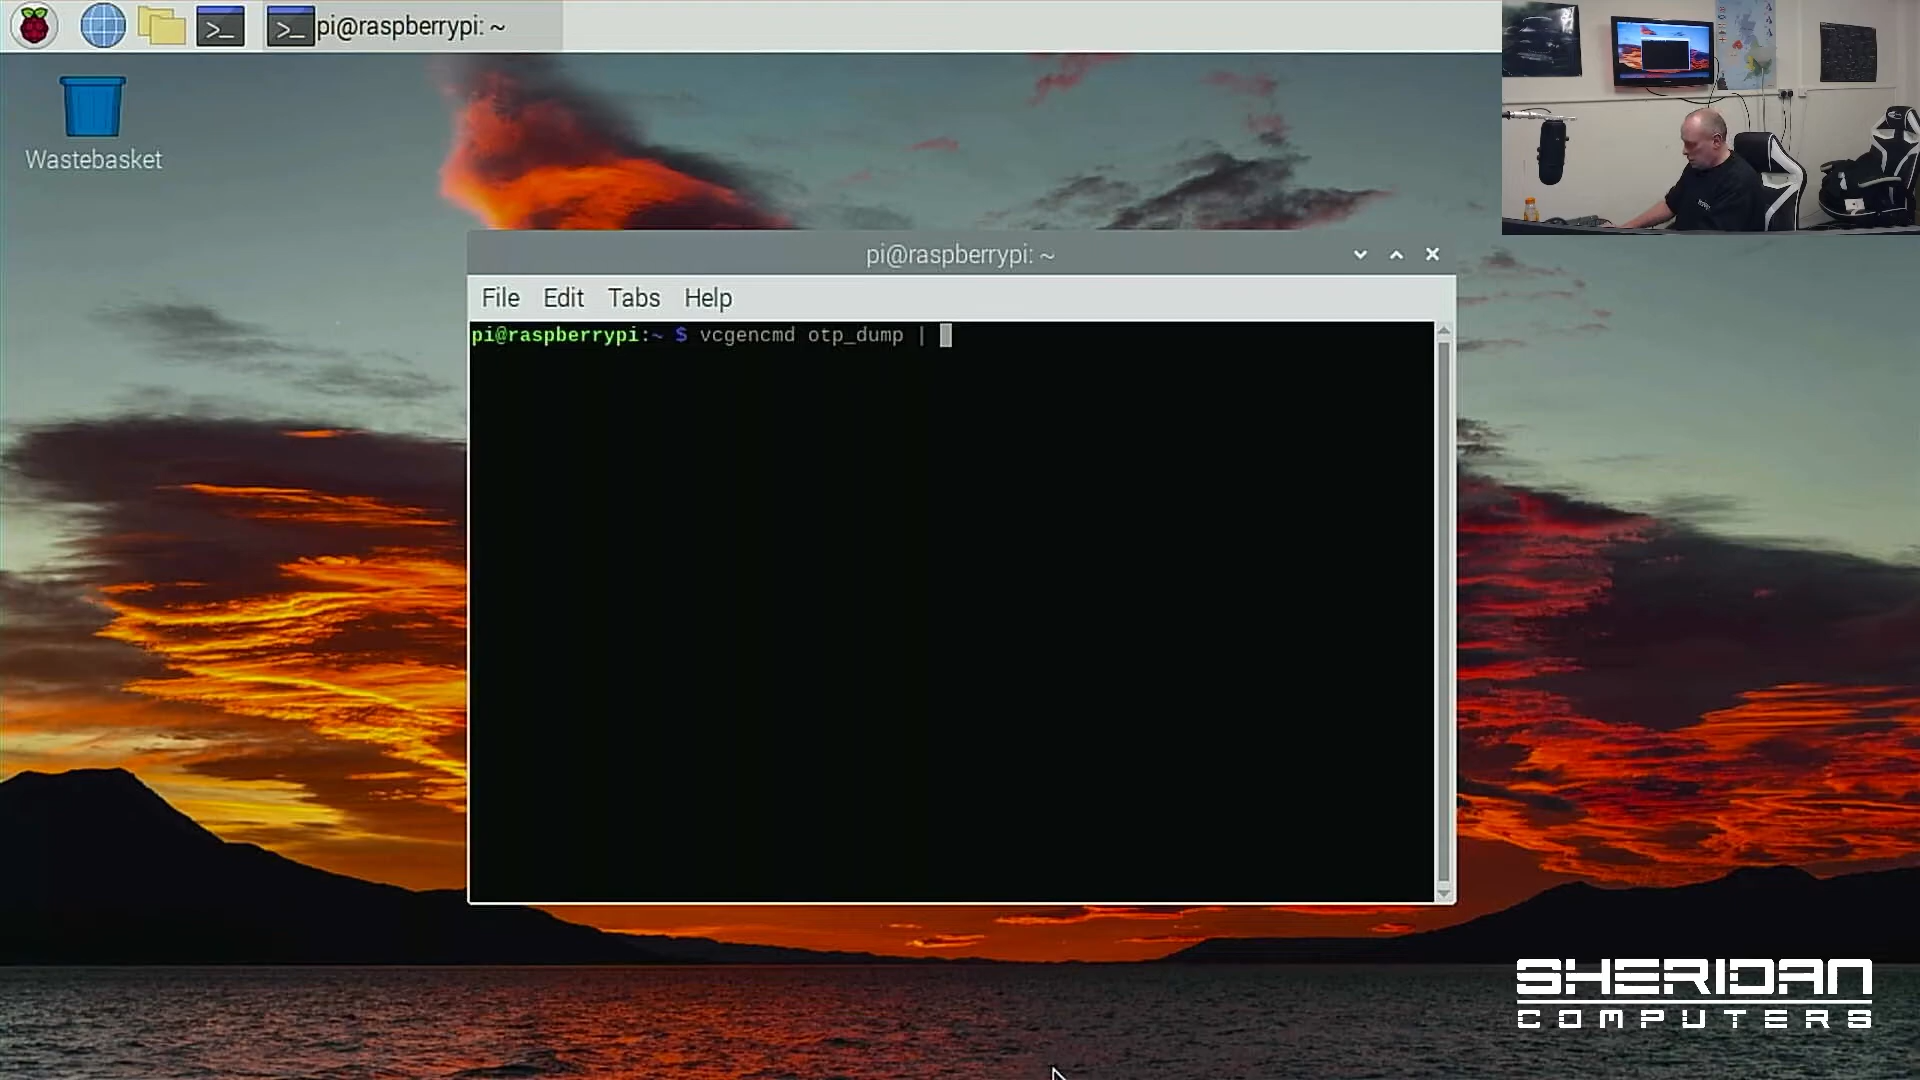 pi@raspberrypi: ~
Wastebasket
pi@raspberrypi: ~
File Edit Tabs Help
pi@raspberrypi:~ $ vcgencmd otp_dump |
SHERIDAN
COMPUTERS